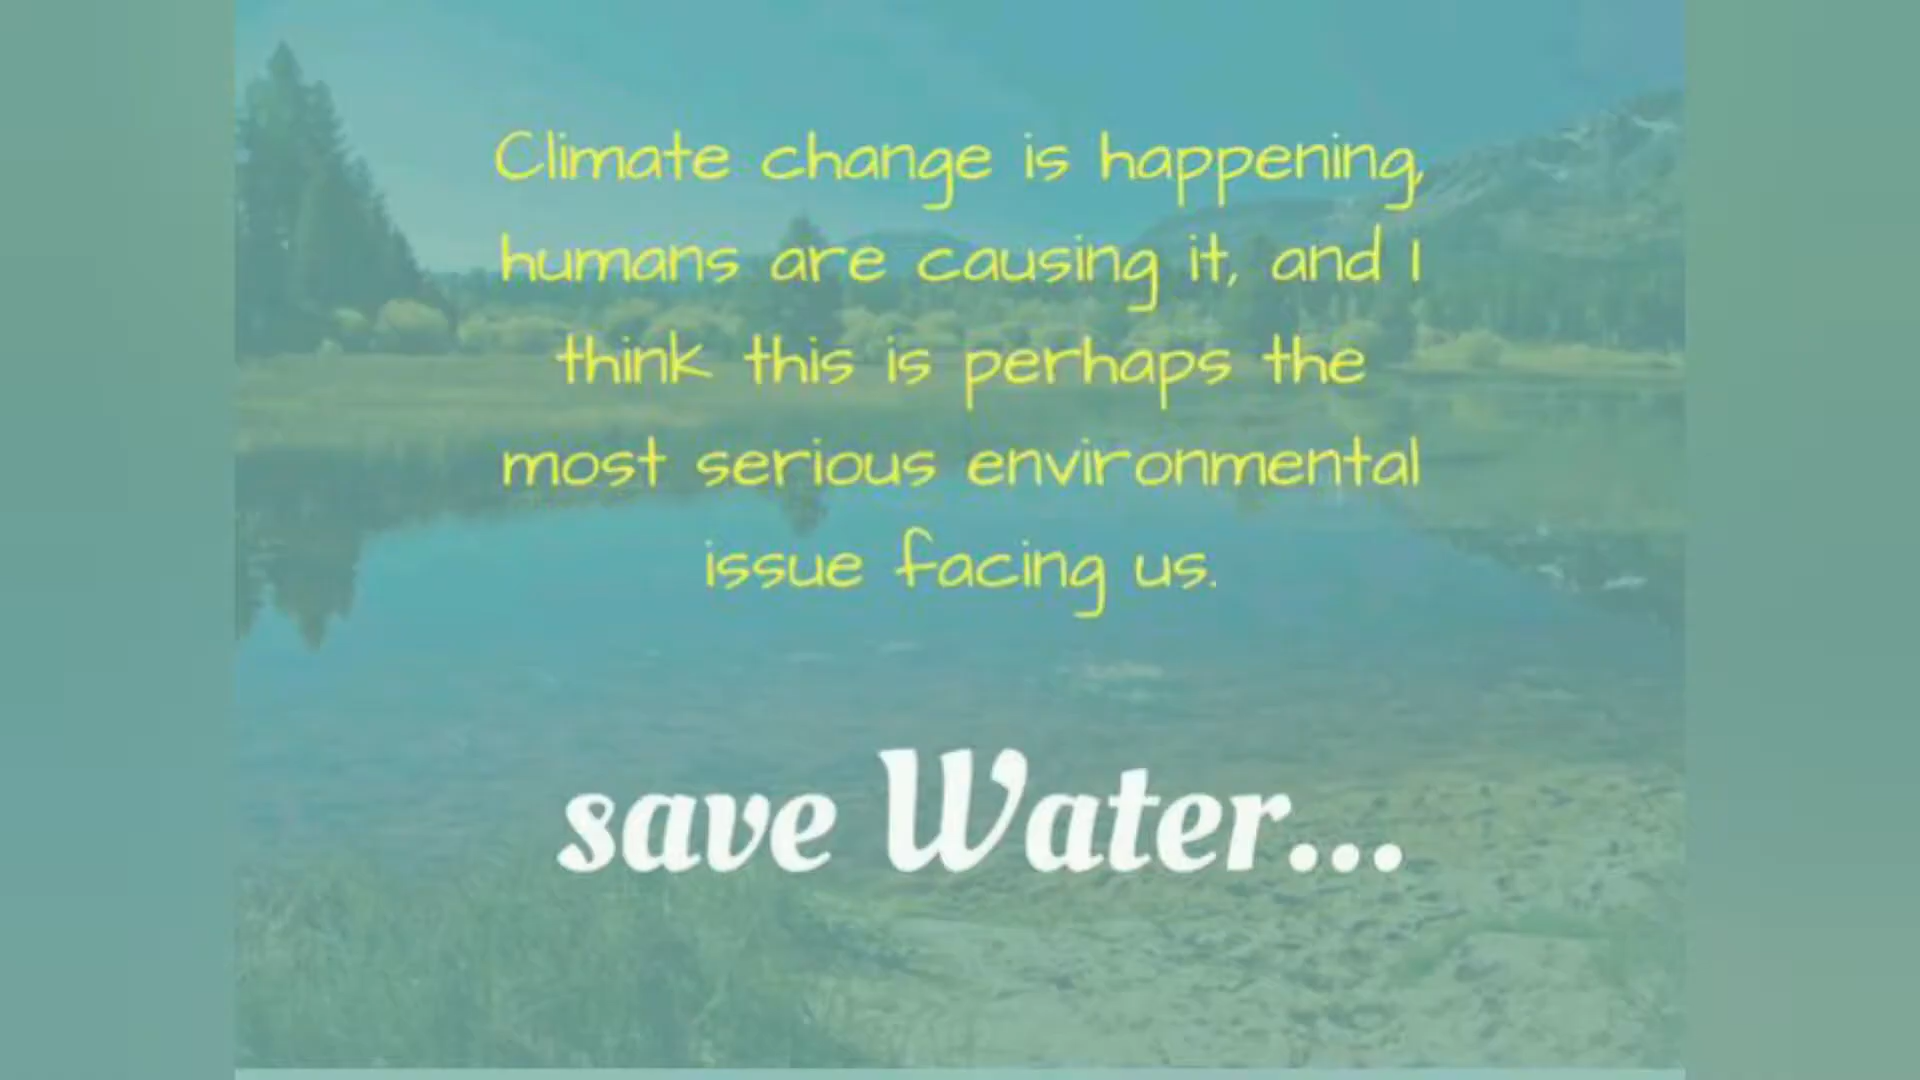 Climate change is happening,
humans are causing it, and I
think this is perhaps the
most serious environmental
issue facing us.
save Water...